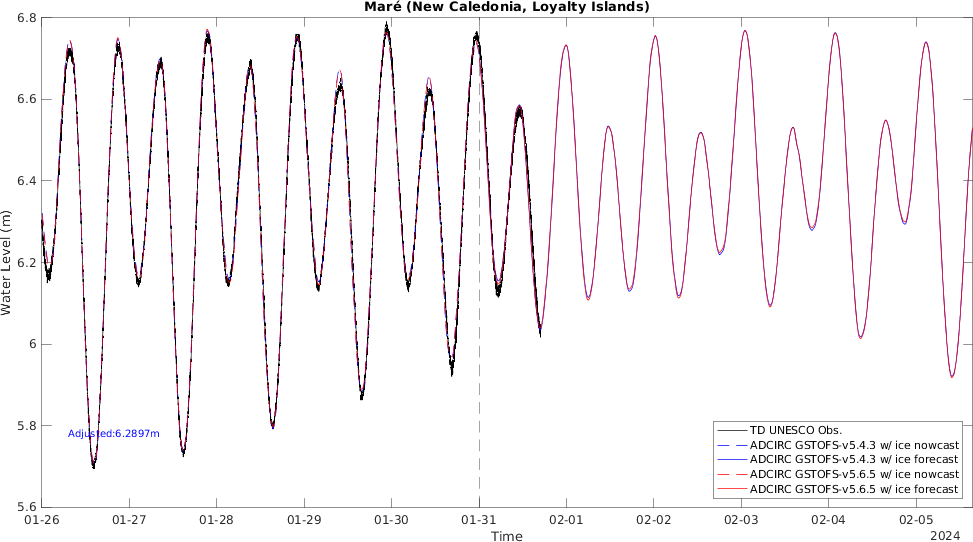 Maré (New Caledonia, Loyalty Islands)
Water Level (m)
6.8
6.6
6.4
6.2
6
5.8
5.6
Adjusted:6.2897m
TD UNESCO Obs.
ADCIRC GSTOFS-v5.4.3 w/ ice nowcast
ADCIRC GSTOFS-v5.4.3 w/ ice forecast
ADCIRC GSTOFS-v5.6.5 w/ ice nowcast
ADCIRC GSTOFS-v5.6.5 w/ ice forecast
01-26 01-27 01-28 01-29 01-30 01-31 02-01 02-02 02-03 02-04 02-05
Time
2024